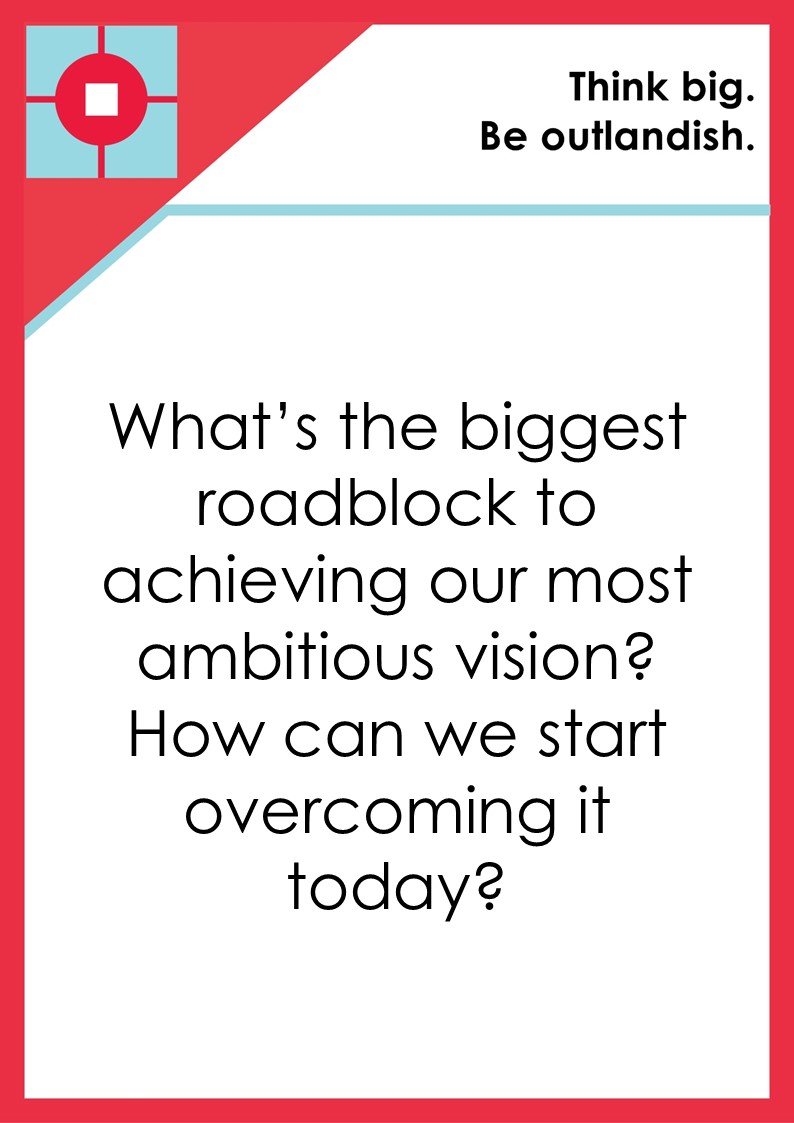 Think big.
Be outlandish.
What’s the biggest
roadblock to
achieving our most
ambitious vision?
How can we start
overcoming it
today?